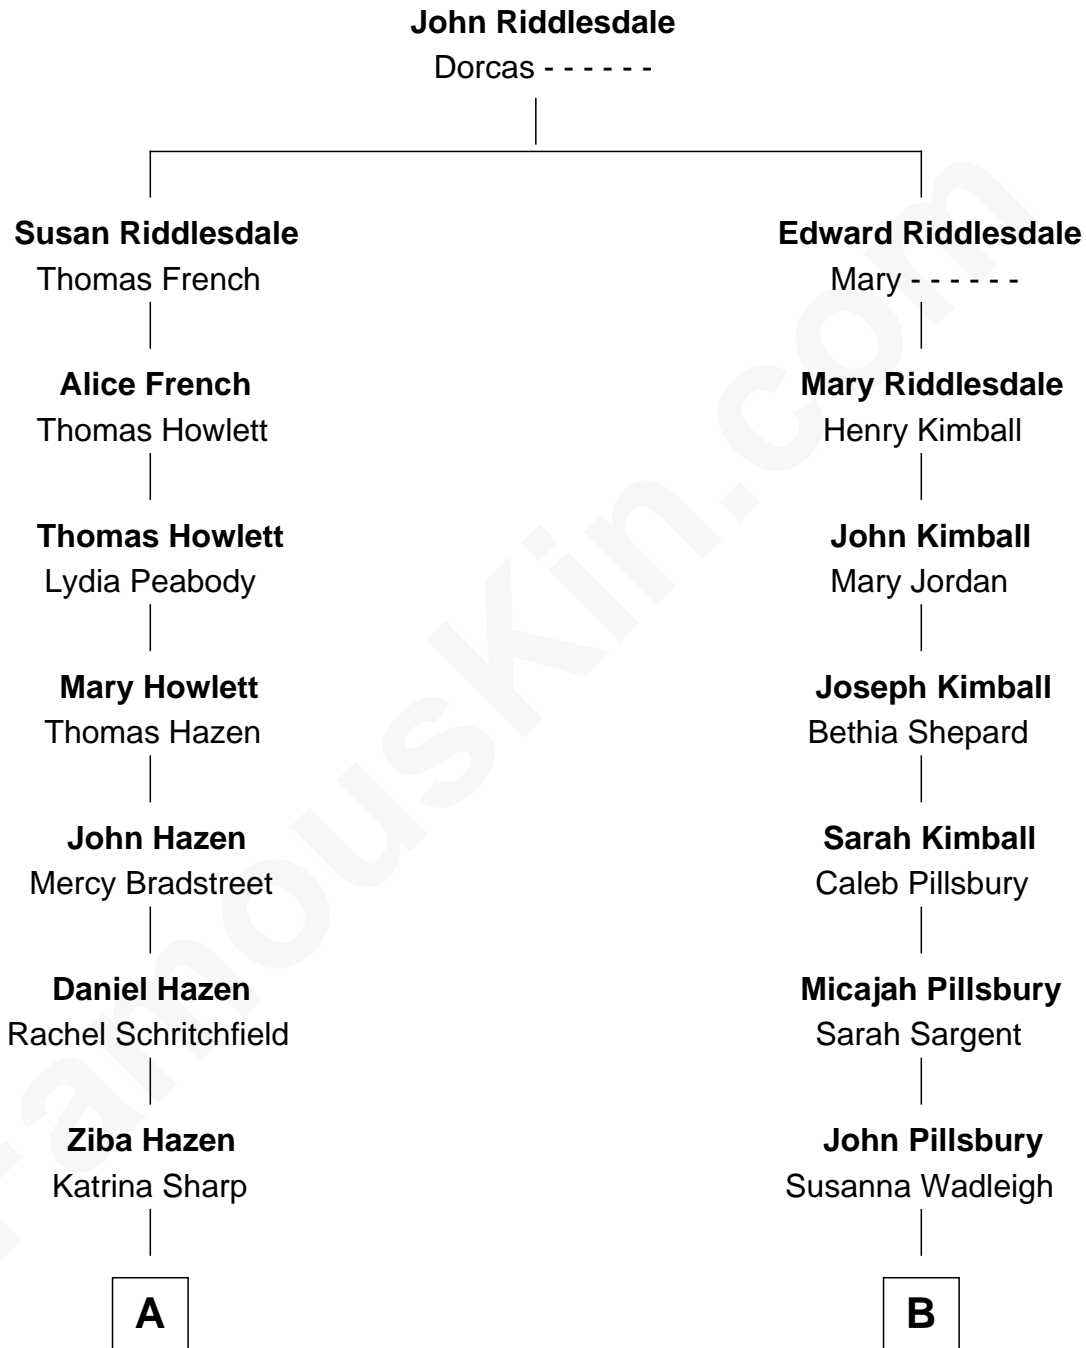 John Riddlesdale
Dorcas - - - - - -
Susan Riddlesdale
Thomas French
Edward Riddlesdale
Mary - - - - - -
Alice French
Thomas Howlett
Mary Riddlesdale
Henry Kimball
Thomas Howlett
Lydia Peabody
John Kimball
Mary Jordan
Mary Howlett
Thomas Hazen
Joseph Kimball
Bethia Shepard
John Hazen
Mercy Bradstreet
Sarah Kimball
Caleb Pillsbury
Daniel Hazen
Rachel Schritchfield
Micajah Pillsbury
Sarah Sargent
Ziba Hazen
Katrina Sharp
John Pillsbury
Susanna Wadleigh
A
B
FamousKin.com